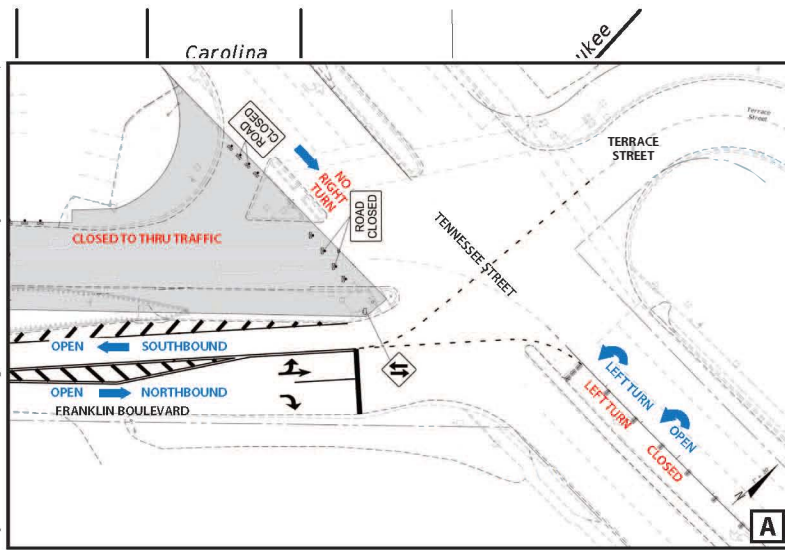 Carolina
ukee
Terrace
Street
TERRACE
STREET
ROAD
CLOSED
NO
RIGHT
TURN
ROAD
CLOSED
CLOSED TO THRU TRAFFIC
TENNESSEE STREET
OPEN
SOUTHBOUND
OPEN
NORTHBOUND
FRANKLIN BOULEVARD
LEFT TURN
OPEN
LEFT TURN
CLOSED
N
A